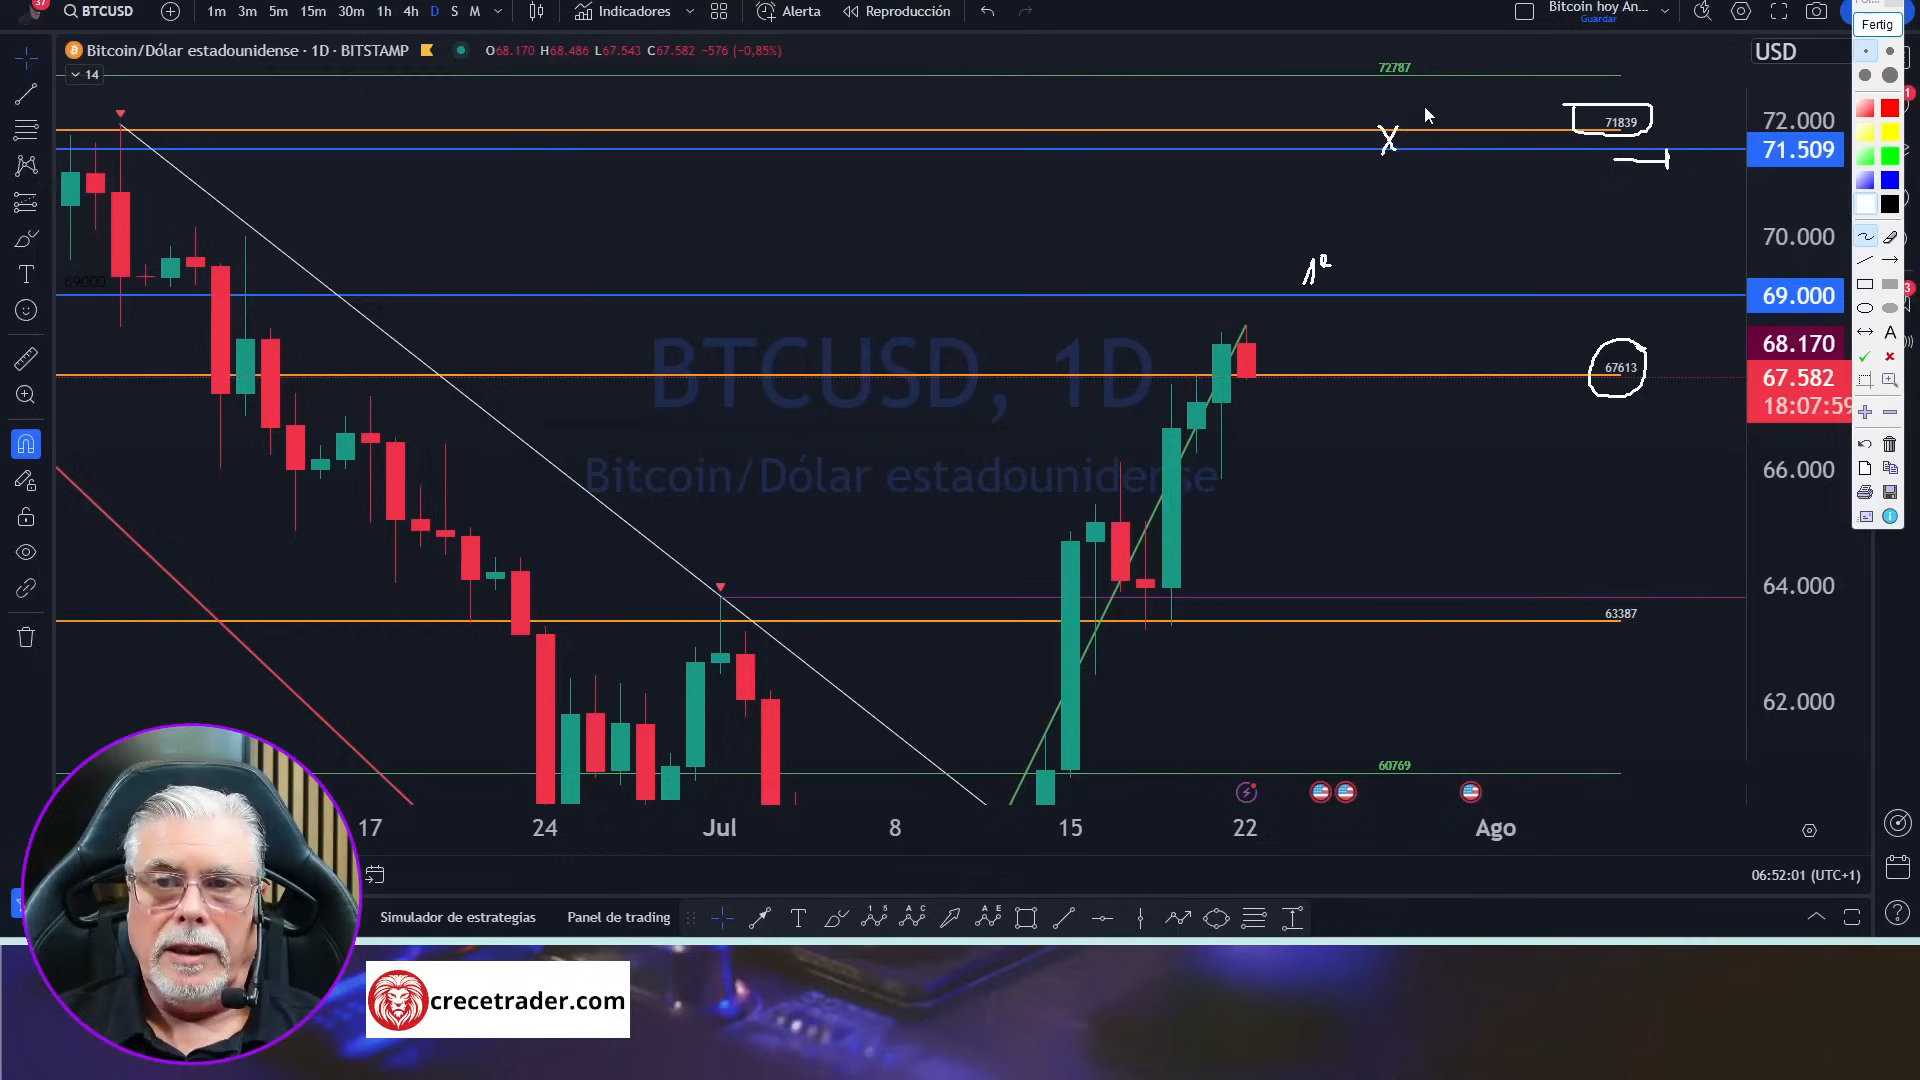 37
BTCUSD
1m 3m 5m 15m 30m 1h 4h D S M
Indicadores
Alerta
Reproducción
Bitcoin hoy An...
Guardar
Fertig
Bitcoin/Dólar estadounidense · 1D · BITSTAMP
O68.170 H68.486 L67.543 C67.582 −576 (−0,85%)
USD
14
72787
71839
72.000
71.509
X
70.000
1º
69000
69.000
BTCUSD, 1D
Bitcoin/Dólar estadounidense
68.170
67613
67.582
18:07:59
66.000
64.000
63387
62.000
60769
17 24 Jul 8 15 22 Ago
06:52:01 (UTC+1)
Simulador de estrategias
Panel de trading
crecetrader.com